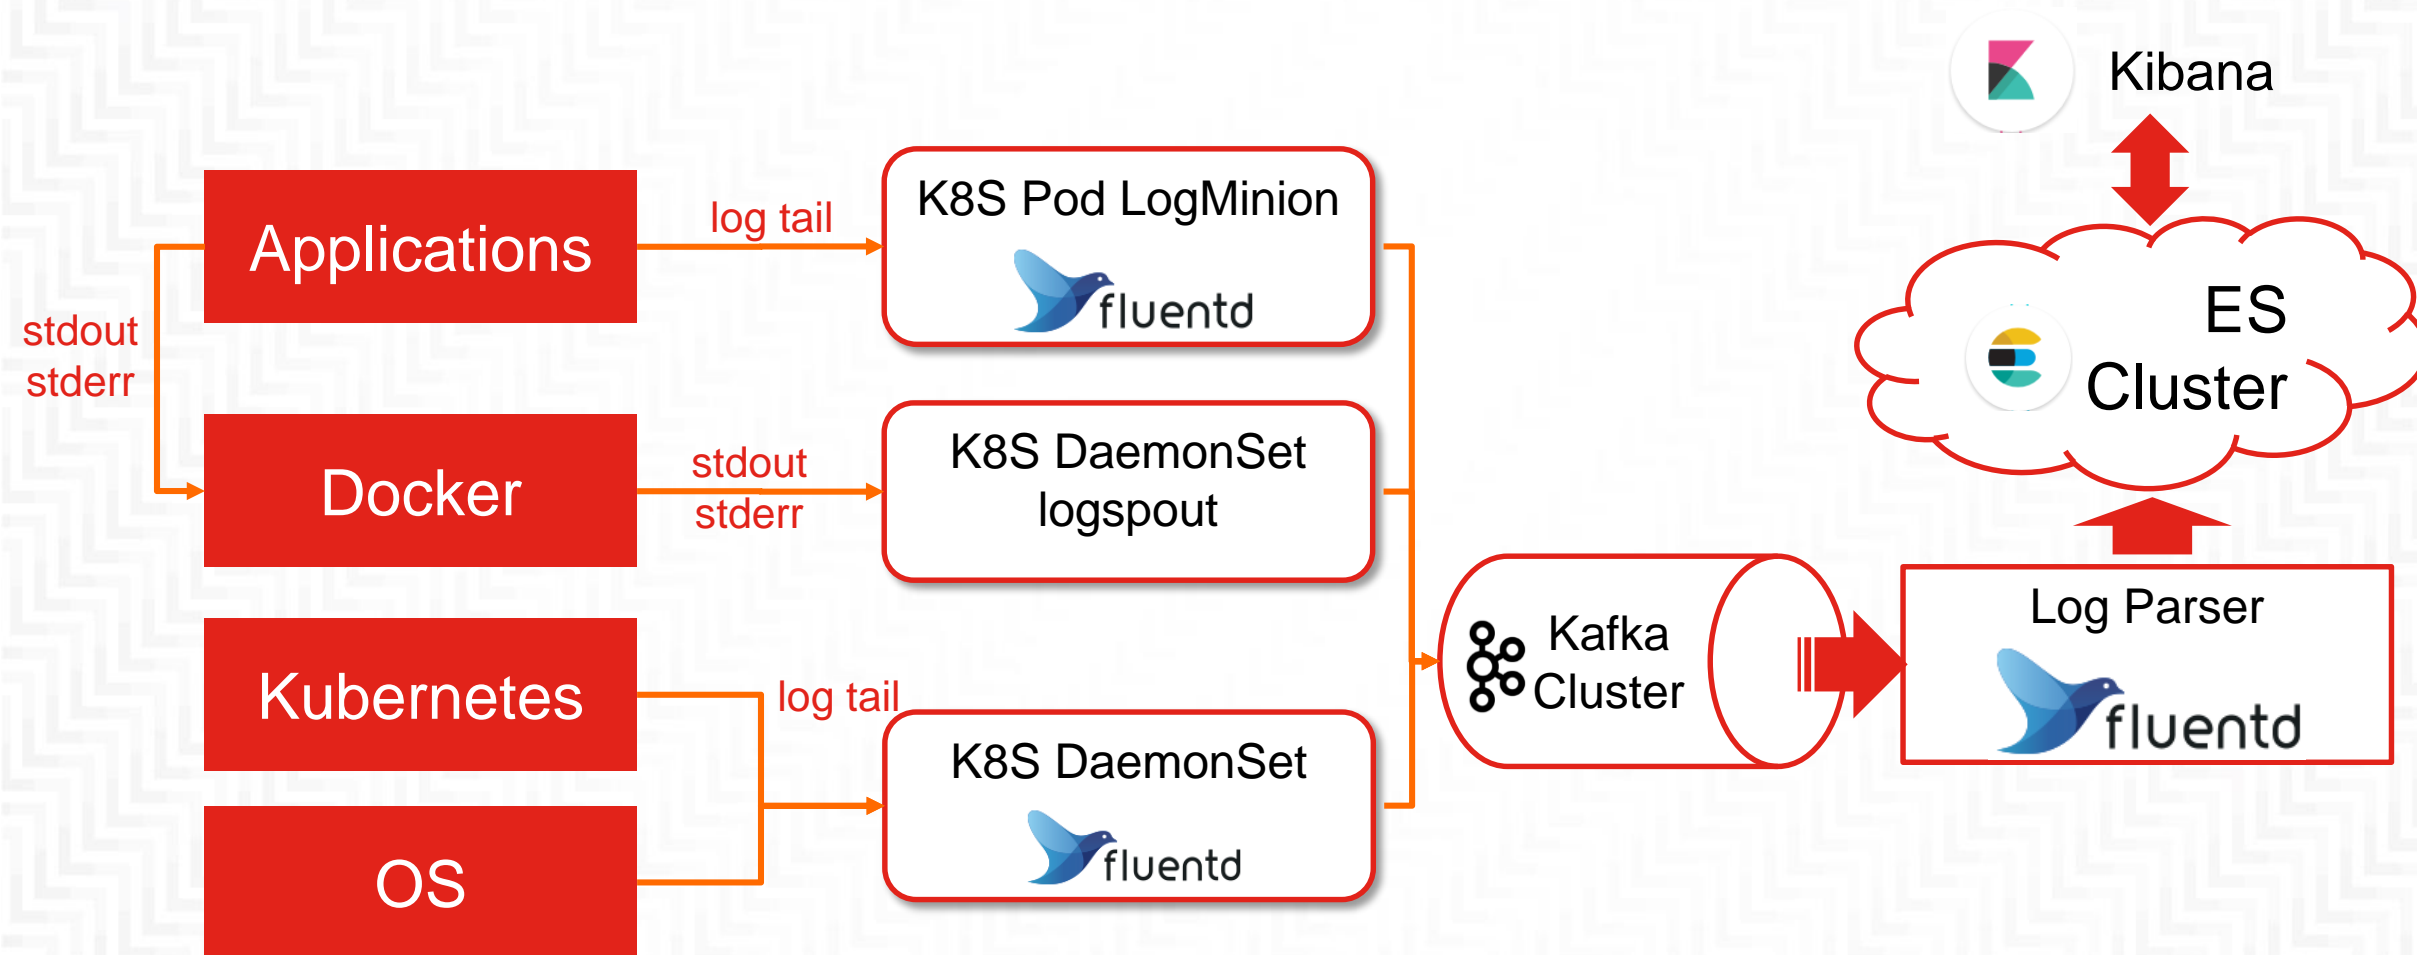 Kibana
Applications
log tail
K8S Pod LogMinion
fluentd
stdout
stderr
ES
Cluster
Docker
stdout
stderr
K8S DaemonSet
logspout
Kubernetes
log tail
K8S DaemonSet
fluentd
OS
Kafka
Cluster
Log Parser
fluentd